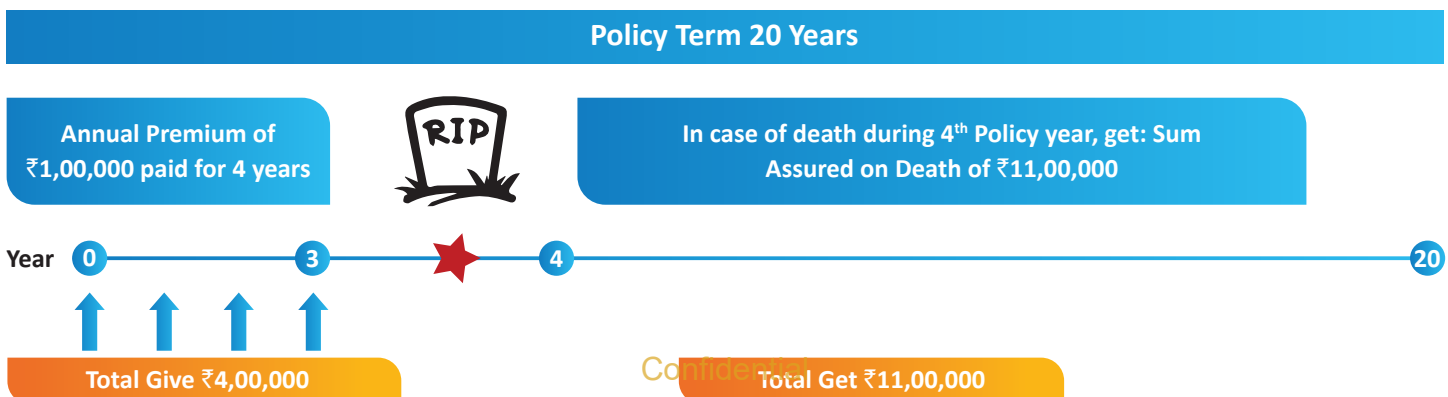 Policy Term 20 Years
Annual Premium of
₹1,00,000 paid for 4 years
RIP
In case of death during 4th Policy year, get: Sum
Assured on Death of ₹11,00,000
Year 0 3 4 20
Total Give ₹4,00,000
Confidential
Total Get ₹11,00,000